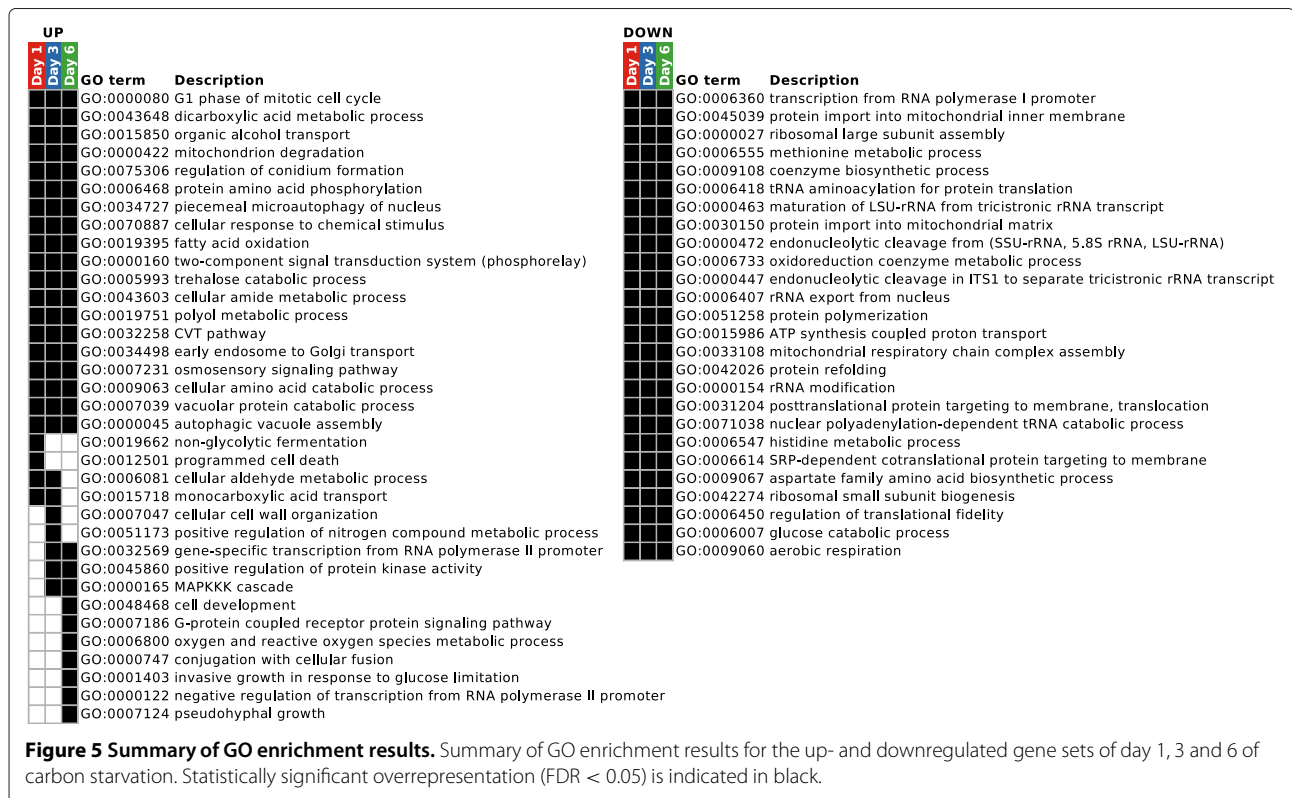 UP
Day 1 Day 3 Day 6
GO term Description
GO:0000080 G1 phase of mitotic cell cycle
GO:0043648 dicarboxylic acid metabolic process
GO:0015850 organic alcohol transport
GO:0000422 mitochondrion degradation
GO:0075306 regulation of conidium formation
GO:0006468 protein amino acid phosphorylation
GO:0034727 piecemeal microautophagy of nucleus
GO:0070887 cellular response to chemical stimulus
GO:0019395 fatty acid oxidation
GO:0000160 two-component signal transduction system (phosphorelay)
GO:0005993 trehalose catabolic process
GO:0043603 cellular amide metabolic process
GO:0019751 polyol metabolic process
GO:0032258 CVT pathway
GO:0034498 early endosome to Golgi transport
GO:0007231 osmosensory signaling pathway
GO:0009063 cellular amino acid catabolic process
GO:0007039 vacuolar protein catabolic process
GO:0000045 autophagic vacuole assembly
GO:0019662 non-glycolytic fermentation
GO:0012501 programmed cell death
GO:0006081 cellular aldehyde metabolic process
GO:0015718 monocarboxylic acid transport
GO:0007047 cellular cell wall organization
GO:0051173 positive regulation of nitrogen compound metabolic process
GO:0032569 gene-specific transcription from RNA polymerase II promoter
GO:0045860 positive regulation of protein kinase activity
GO:0000165 MAPKKK cascade
GO:0048468 cell development
GO:0007186 G-protein coupled receptor protein signaling pathway
GO:0006800 oxygen and reactive oxygen species metabolic process
GO:0000747 conjugation with cellular fusion
GO:0001403 invasive growth in response to glucose limitation
GO:0000122 negative regulation of transcription from RNA polymerase II promoter
GO:0007124 pseudohyphal growth
DOWN
Day 1 Day 3 Day 6
GO term Description
GO:0006360 transcription from RNA polymerase I promoter
GO:0045039 protein import into mitochondrial inner membrane
GO:0000027 ribosomal large subunit assembly
GO:0006555 methionine metabolic process
GO:0009108 coenzyme biosynthetic process
GO:0006418 tRNA aminoacylation for protein translation
GO:0000463 maturation of LSU-rRNA from tricistronic rRNA transcript
GO:0030150 protein import into mitochondrial matrix
GO:0000472 endonucleolytic cleavage from (SSU-rRNA, 5.8S rRNA, LSU-rRNA)
GO:0006733 oxidoreduction coenzyme metabolic process
GO:0000447 endonucleolytic cleavage in ITS1 to separate tricistronic rRNA transcript
GO:0006407 rRNA export from nucleus
GO:0051258 protein polymerization
GO:0015986 ATP synthesis coupled proton transport
GO:0033108 mitochondrial respiratory chain complex assembly
GO:0042026 protein refolding
GO:0000154 rRNA modification
GO:0031204 posttranslational protein targeting to membrane, translocation
GO:0071038 nuclear polyadenylation-dependent tRNA catabolic process
GO:0006547 histidine metabolic process
GO:0006614 SRP-dependent cotranslational protein targeting to membrane
GO:0009067 aspartate family amino acid biosynthetic process
GO:0042274 ribosomal small subunit biogenesis
GO:0006450 regulation of translational fidelity
GO:0006007 glucose catabolic process
GO:0009060 aerobic respiration
Figure 5 Summary of GO enrichment results. Summary of GO enrichment results for the up- and downregulated gene sets of day 1, 3 and 6 of
carbon starvation. Statistically significant overrepresentation (FDR < 0.05) is indicated in black.